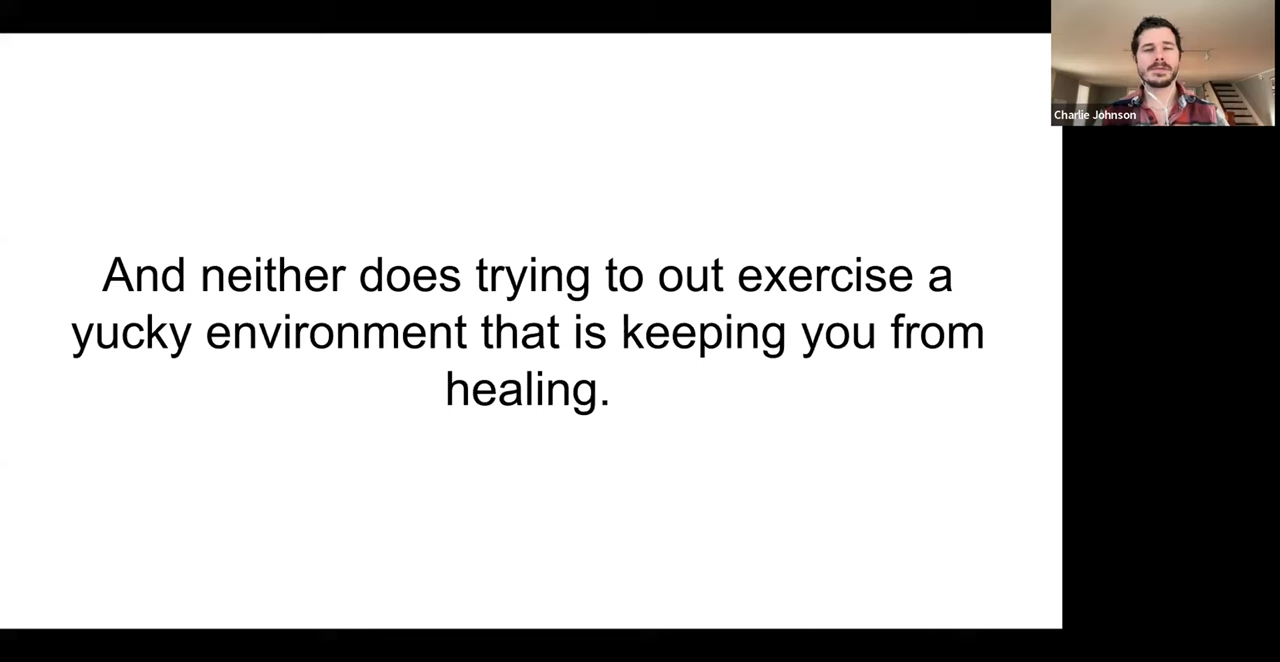 And neither does trying to out exercise a
yucky environment that is keeping you from
healing.
Charlie Johnson